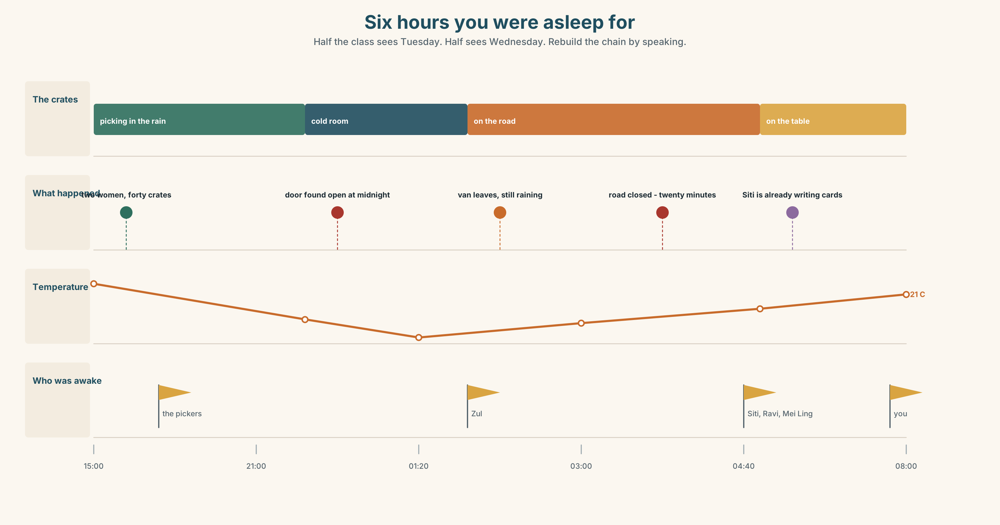 Six hours you were asleep for
Half the class sees Tuesday. Half sees Wednesday. Rebuild the chain by speaking.
The crates
picking in the rain
cold room
on the road
on the table
What happened
two women, forty crates
door found open at midnight
van leaves, still raining
road closed - twenty minutes
Siti is already writing cards
Temperature
21 C
Who was awake
the pickers
Zul
Siti, Ravi, Mei Ling
you
15:00
21:00
01:20
03:00
04:40
08:00